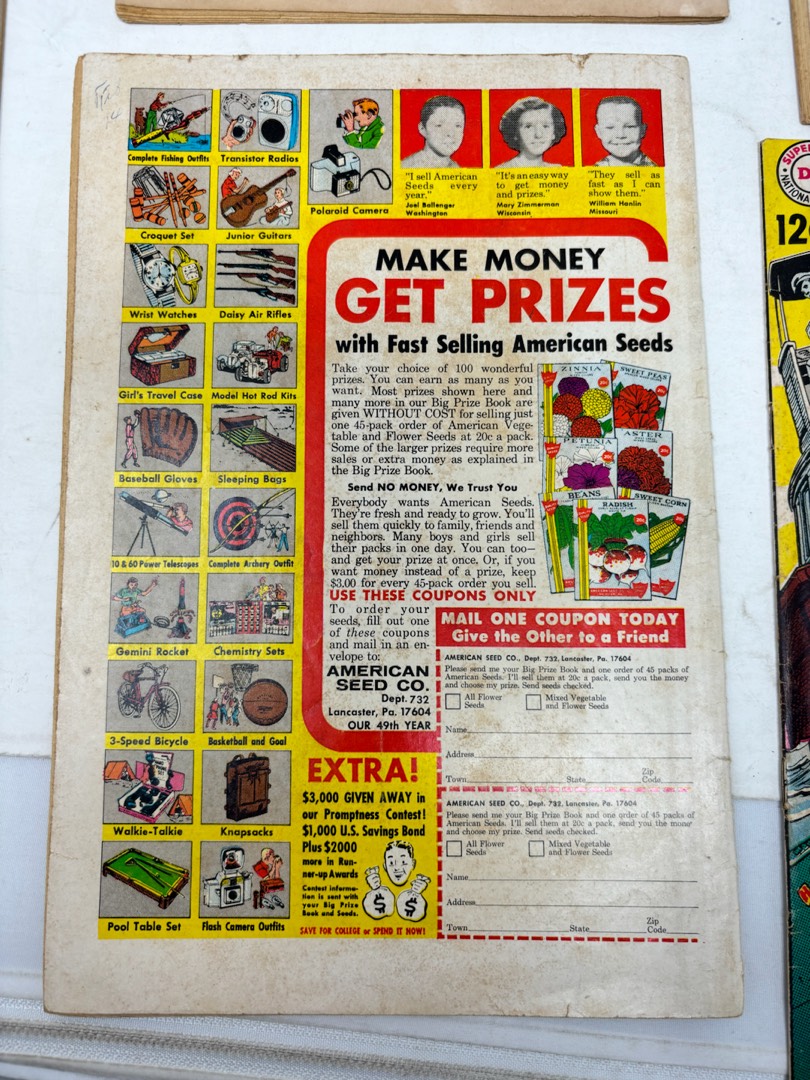 Complete Fishing Outfits
Transistor Radios
Croquet Set
Junior Guitars
Polaroid Camera
"I sell American
Seeds every
year."
Joel Ballenger
Washington
"It's an easy way
to get money
and prizes."
Mary Zimmerman
Wisconsin
"They sell as
fast as I can
show them."
William Hanlin
Missouri
Wrist Watches
Daisy Air Rifles
Girl's Travel Case
Model Hot Rod Kits
Baseball Gloves
Sleeping Bags
10 & 60 Power Telescopes
Complete Archery Outfit
Gemini Rocket
Chemistry Sets
3-Speed Bicycle
Basketball and Goal
Walkie-Talkie
Knapsacks
Pool Table Set
Flash Camera Outfits
MAKE MONEY
GET PRIZES
with Fast Selling American Seeds
Take your choice of 100 wonderful
prizes. You can earn as many as you
want. Most prizes shown here and
many more in our Big Prize Book are
given WITHOUT COST for selling just
one 45-pack order of American Vege-
table and Flower Seeds at 20c a pack.
Some of the larger prizes require more
sales or extra money as explained in
the Big Prize Book.
Send NO MONEY, We Trust You
Everybody wants American Seeds.
They're fresh and ready to grow. You'll
sell them quickly to family, friends and
neighbors. Many boys and girls sell
their packs in one day. You can too—
and get your prize at once. Or, if you
want money instead of a prize, keep
$3.00 for every 45-pack order you sell.
USE THESE COUPONS ONLY
To order your
seeds, fill out one
of these coupons
and mail in an en-
velope to:
AMERICAN
SEED CO.
Dept. 732
Lancaster, Pa. 17604
OUR 49th YEAR
ZINNIA
SWEET PEAS
PETUNIA
ASTER
BEANS
RADISH
SWEET CORN
MAIL ONE COUPON TODAY
Give the Other to a Friend
AMERICAN SEED CO., Dept. 732, Lancaster, Pa. 17604
Please send me your Big Prize Book and one order of 45 packs of
American Seeds. I'll sell them at 20c a pack, send you the money
and choose my prize. Send seeds checked.
All Flower
Seeds
Mixed Vegetable
and Flower Seeds
Name
Address
Town State Zip Code
AMERICAN SEED CO., Dept. 732, Lancaster, Pa. 17604
Please send me your Big Prize Book and one order of 45 packs of
American Seeds. I'll sell them at 20c a pack, send you the money
and choose my prize. Send seeds checked.
All Flower
Seeds
Mixed Vegetable
and Flower Seeds
Name
Address
Town State Zip Code
EXTRA!
$3,000 GIVEN AWAY in
our Promptness Contest!
$1,000 U.S. Savings Bond
Plus $2000
more in Run-
ner-up Awards
Contest informa-
tion is sent with
your Big Prize
Book and Seeds.
$ $
SAVE FOR COLLEGE or SPEND IT NOW!
SUPER
D
NATIONAL
12